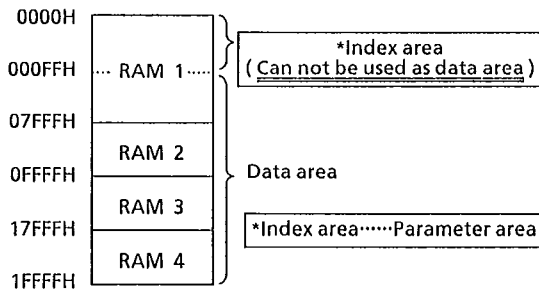 0000H
000FFH
07FFFH
0FFFFH
17FFFH
1FFFFH
RAM 1
RAM 2
RAM 3
RAM 4
*Index area
( Can not be used as data area )
Data area
*Index area······Parameter area